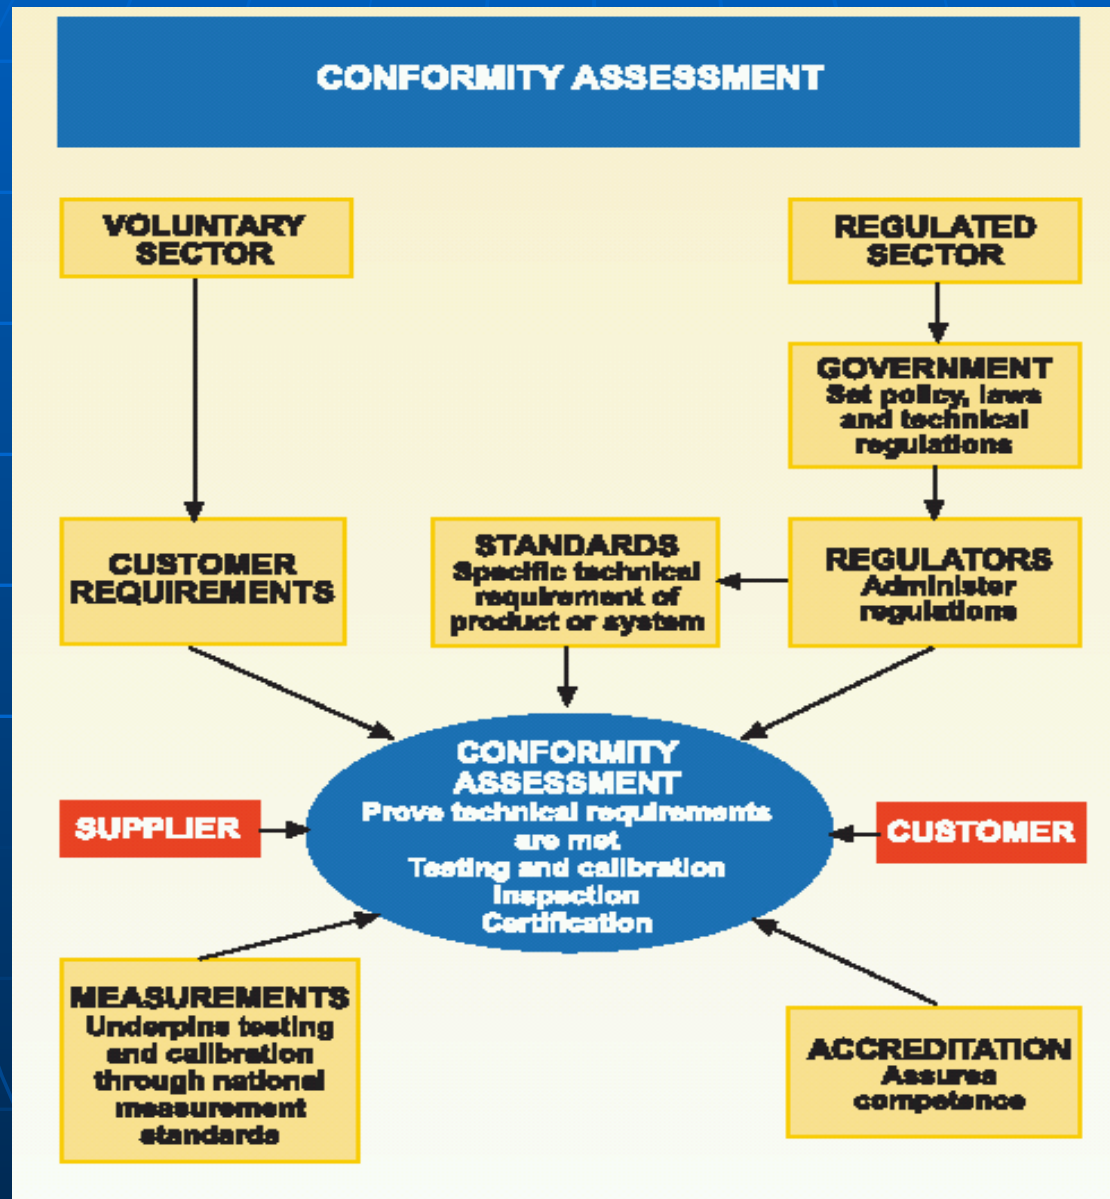 CONFORMITY ASSESSMENT
VOLUNTARY
SECTOR
REGULATED
SECTOR
GOVERNMENT
Set policy, laws
and technical
regulations
CUSTOMER
REQUIREMENTS
STANDARDS
Specific technical
requirement of
product or system
REGULATORS
Administer
regulations
CONFORMITY
ASSESSMENT
Prove technical requirements
are met
Testing and calibration
Inspection
Certification
SUPPLIER
CUSTOMER
MEASUREMENTS
Underpins testing
and calibration
through national
measurement
standards
ACCREDITATION
Assures
competence